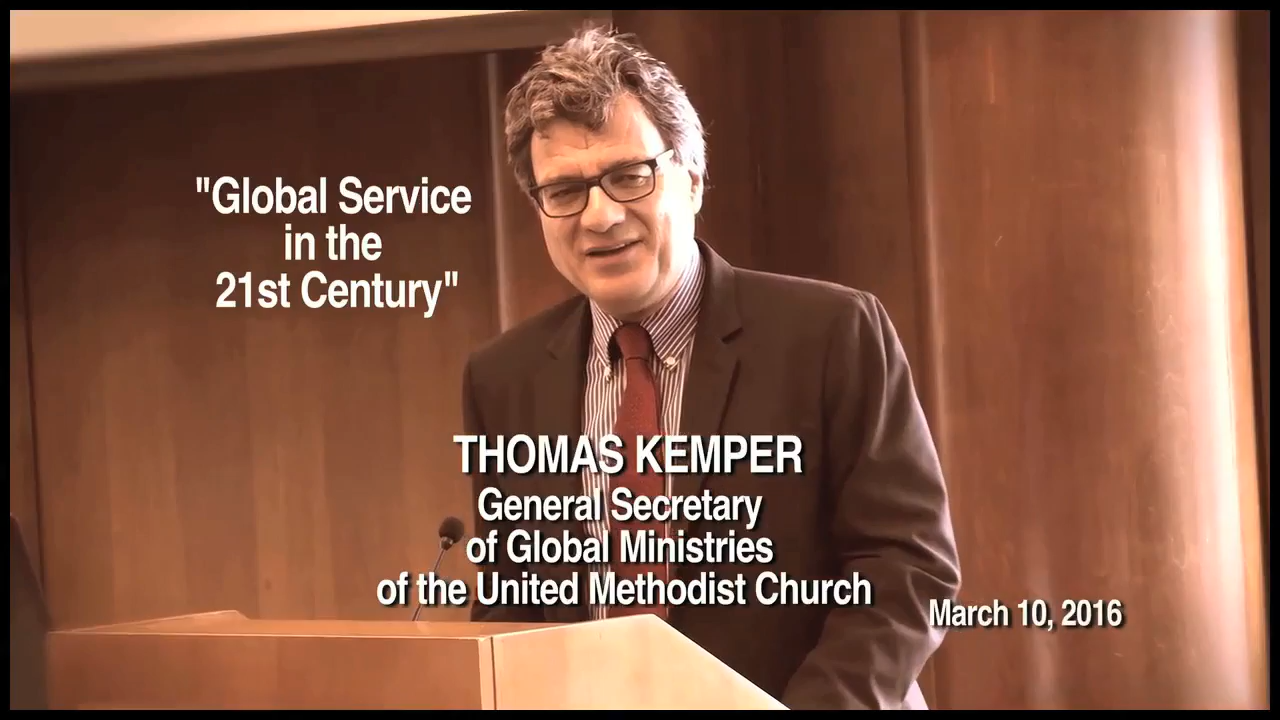 "Global Service
in the
21st Century"
THOMAS KEMPER
General Secretary
of Global Ministries
of the United Methodist Church
March 10, 2016